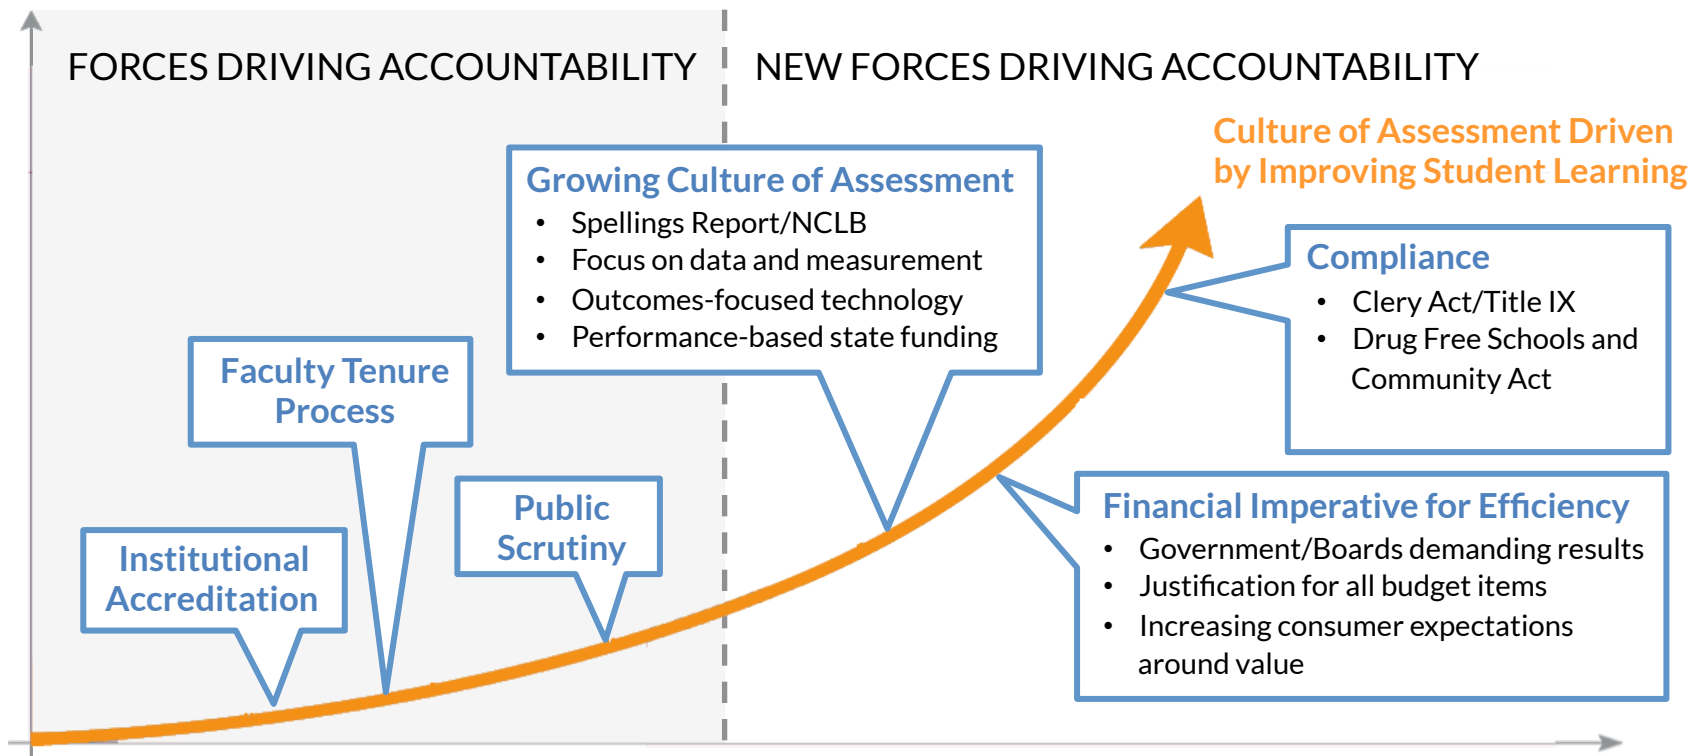 FORCES DRIVING ACCOUNTABILITY
NEW FORCES DRIVING ACCOUNTABILITY
Culture of Assessment Driven
by Improving Student Learning
Growing Culture of Assessment
• Spellings Report/NCLB
• Focus on data and measurement
• Outcomes-focused technology
• Performance-based state funding
Compliance
• Clery Act/Title IX
• Drug Free Schools and
Community Act
Faculty Tenure
Process
Public
Scrutiny
Institutional
Accreditation
Financial Imperative for Efficiency
• Government/Boards demanding results
• Justification for all budget items
• Increasing consumer expectations
around value